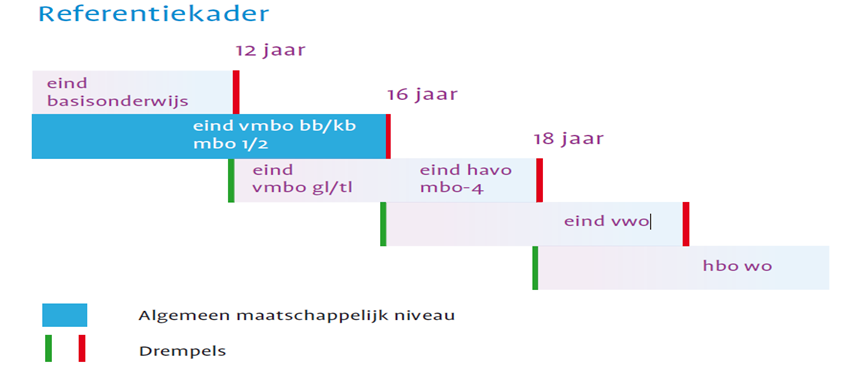 Referentiekader
12 jaar
eind
basisonderwijs
16 jaar
eind vmbo bb/kb
mbo 1/2
18 jaar
eind
vmbo gl/tl
eind havo
mbo-4
eind vwo
hbo wo
Algemeen maatschappelijk niveau
Drempels